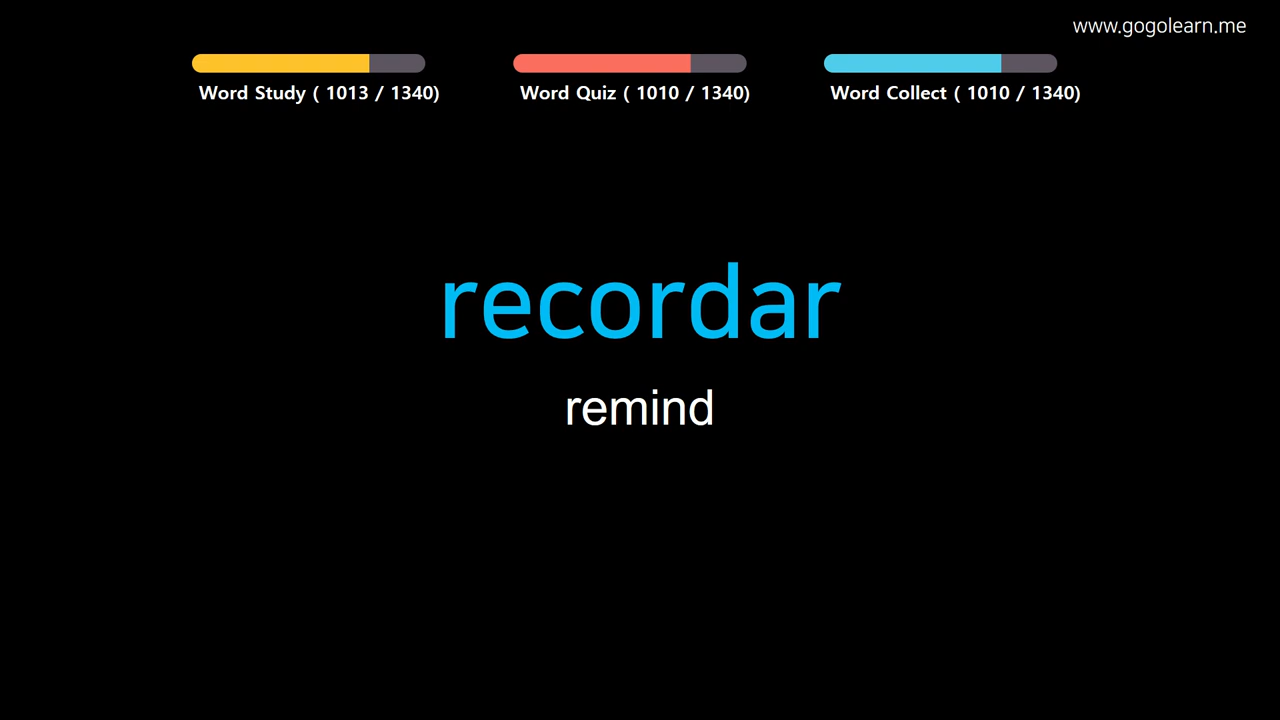 www.gogolearn.me
Word Study ( 1013 / 1340)
Word Quiz ( 1010 / 1340)
Word Collect ( 1010 / 1340)
recordar
remind